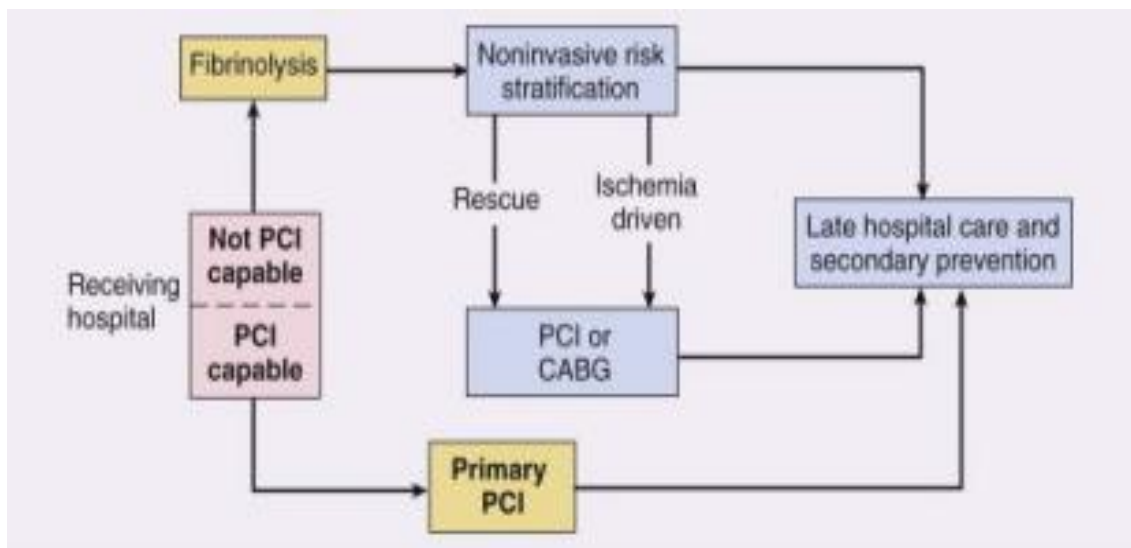 Fibrinolysis
Noninvasive risk
stratification
Rescue
Ischemia
driven
Not PCI
capable
Receiving
hospital
PCI
capable
Late hospital care and
secondary prevention
PCI or
CABG
Primary
PCI